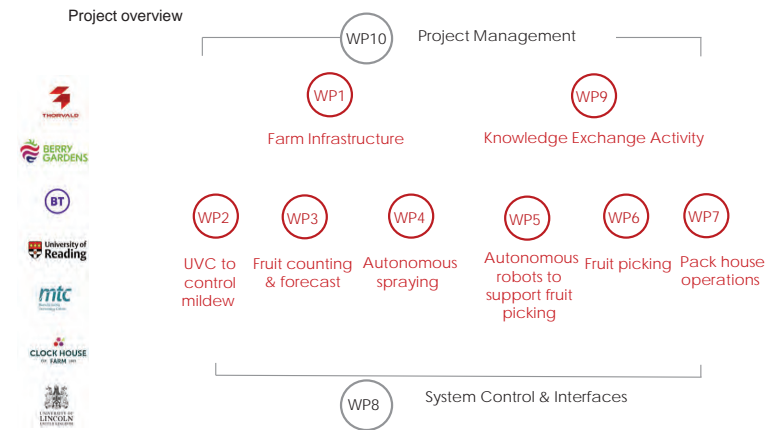 Project overview
WP10
Project Management
WP1
WP9
THORVALD
Farm Infrastructure
Knowledge Exchange Activity
BERRY
GARDENS
BT
WP2
WP3
WP4
WP5
WP6
WP7
University of
Reading
UVC to
control
mildew
Fruit counting
& forecast
Autonomous
spraying
Autonomous
robots to
support fruit
picking
Fruit picking
Pack house
operations
mtc
CLOCK HOUSE
FARM
WP8
System Control & Interfaces
UNIVERSITY OF
LINCOLN
UNITED KINGDOM